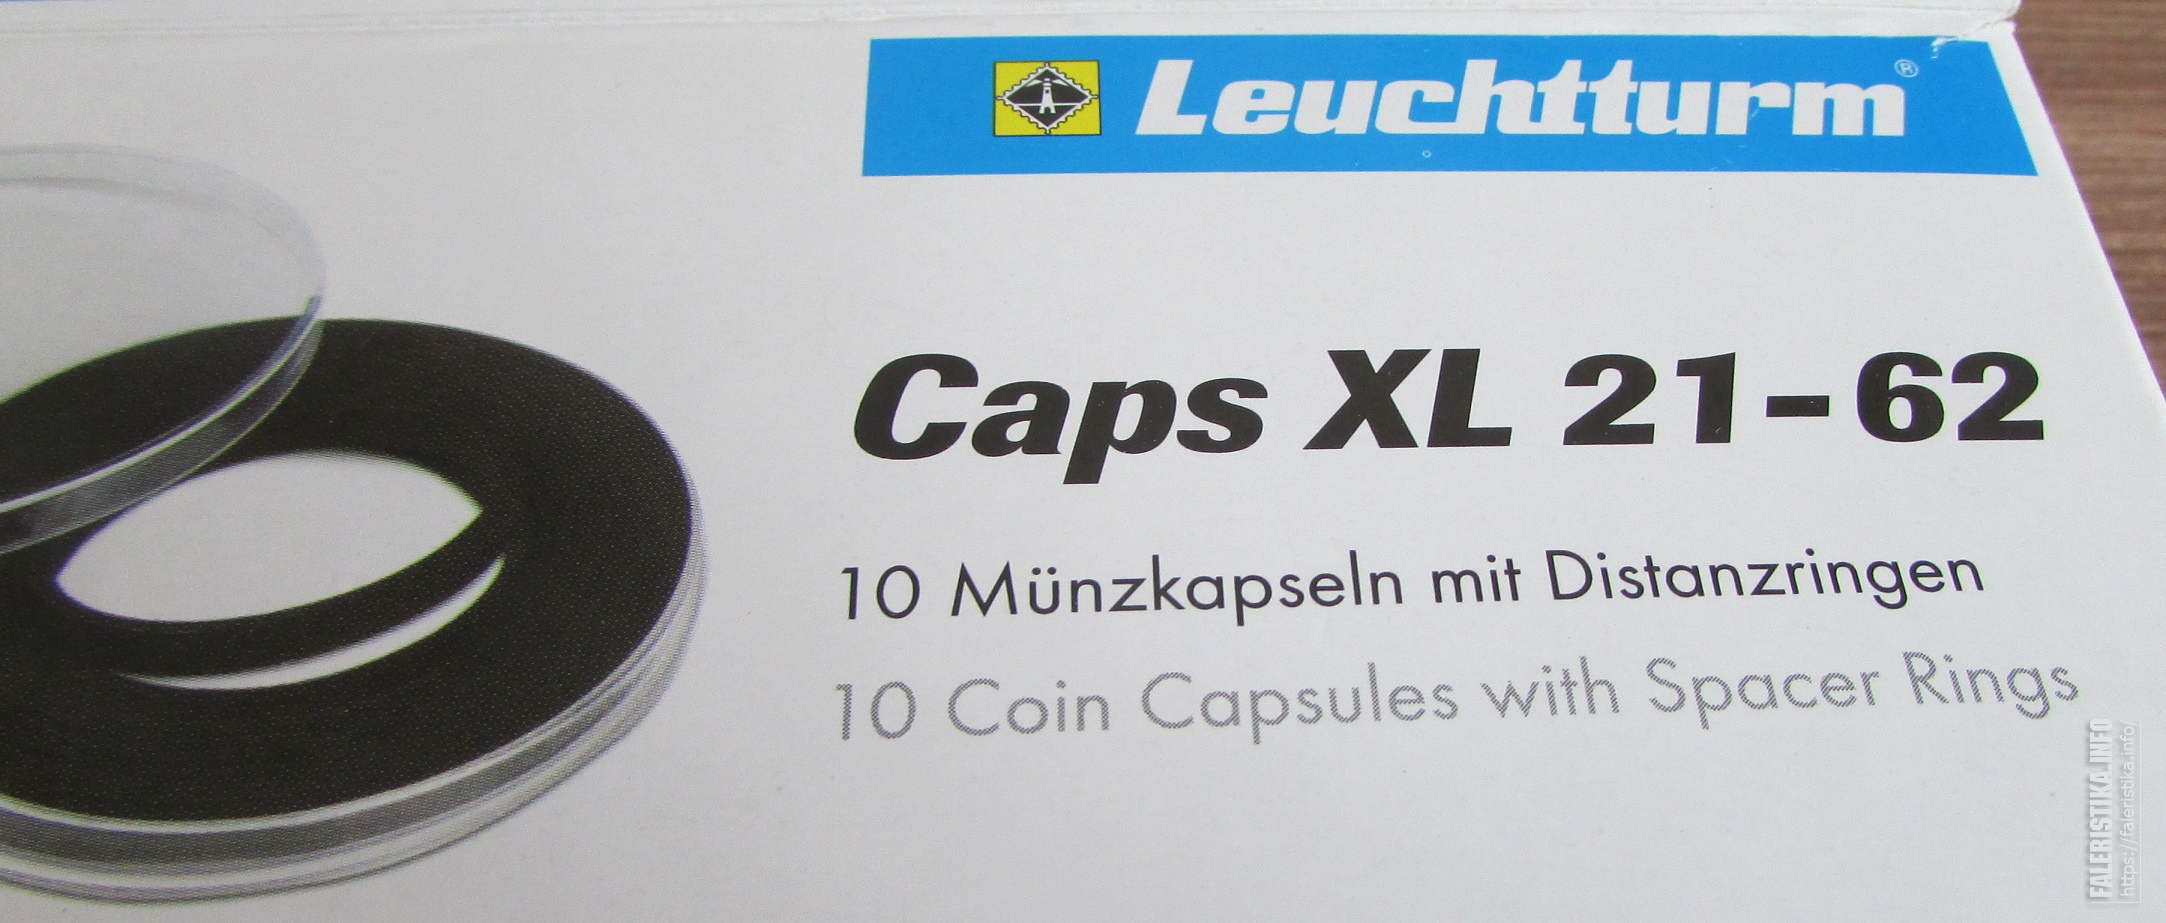 Leuchtturm®
Caps XL 21-62
10 Münzkapseln mit Distanzringen
10 Coin Capsules with Spacer Rings
FALERISTIKA.INFO
https://faleristika.info/